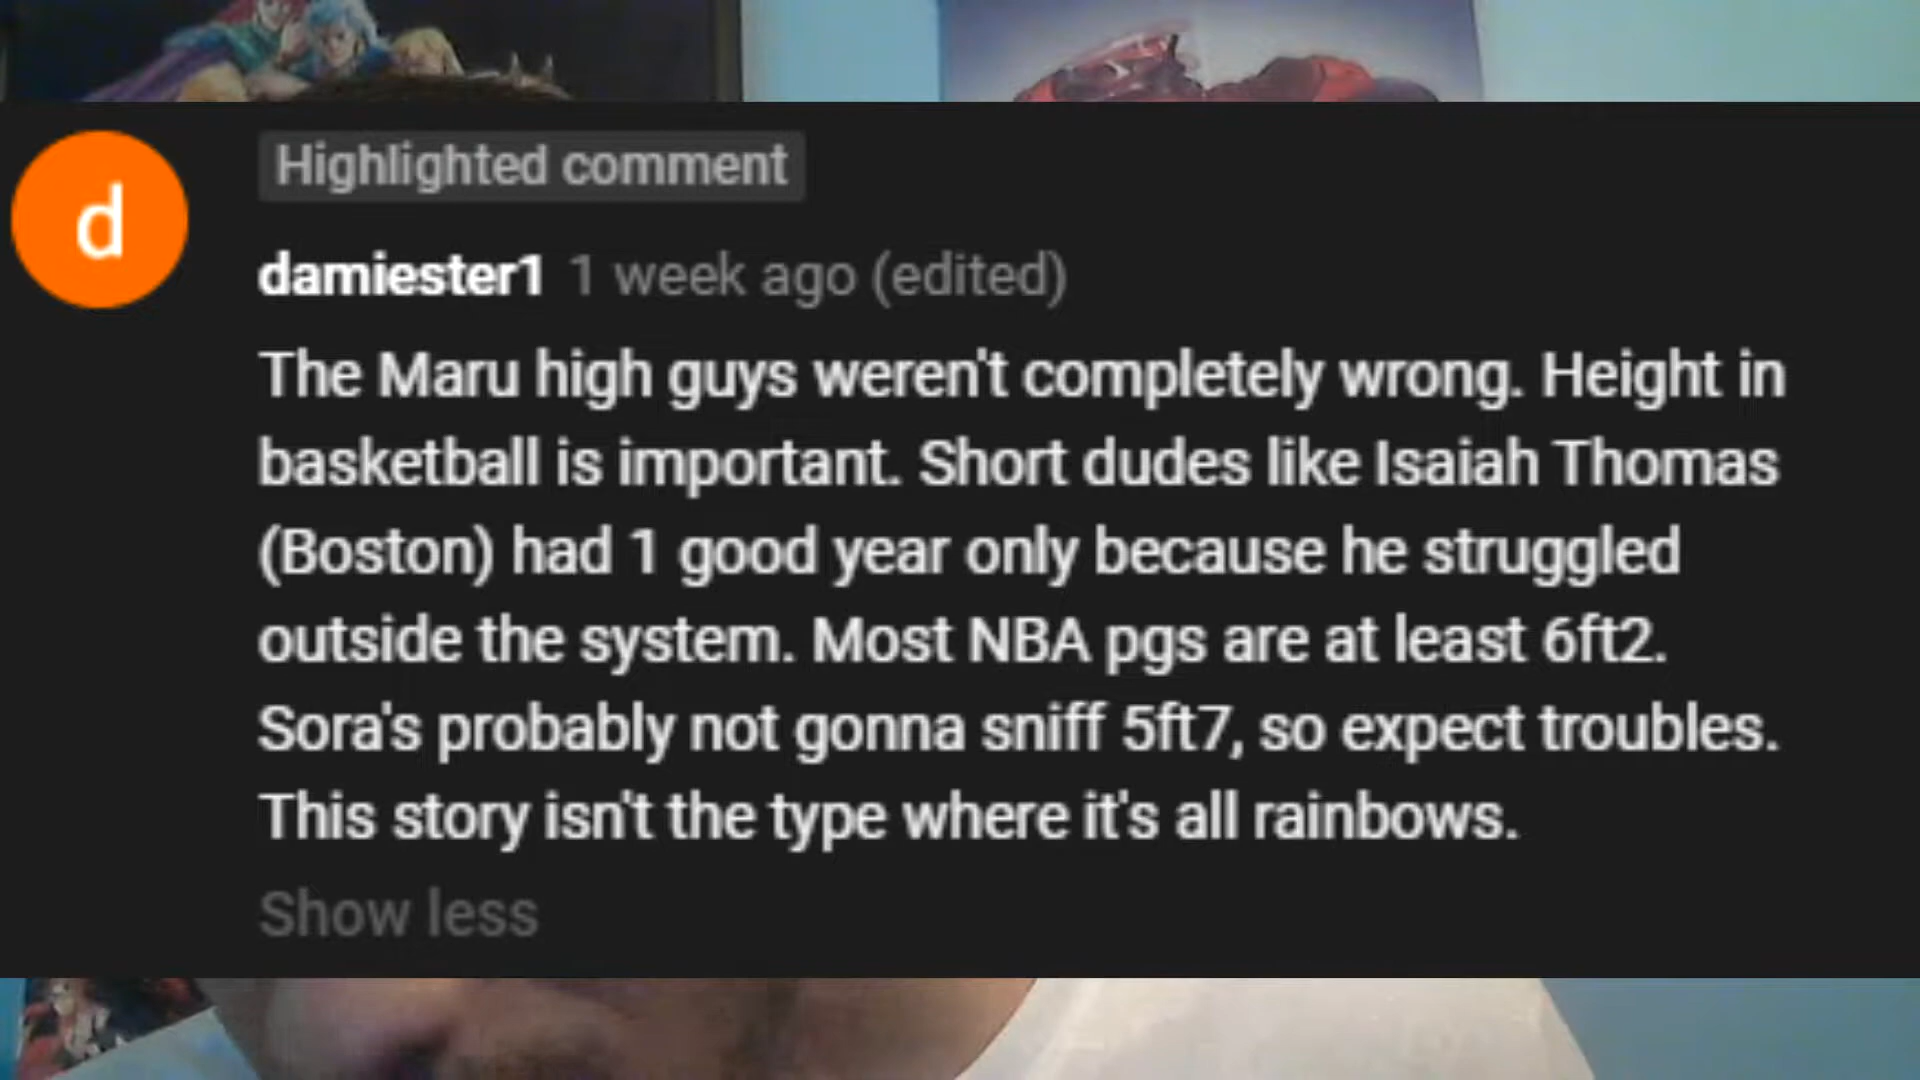 d
Highlighted comment
damiester1 1 week ago (edited)
The Maru high guys weren't completely wrong. Height in
basketball is important. Short dudes like Isaiah Thomas
(Boston) had 1 good year only because he struggled
outside the system. Most NBA pgs are at least 6ft2.
Sora's probably not gonna sniff 5ft7, so expect troubles.
This story isn't the type where it's all rainbows.
Show less